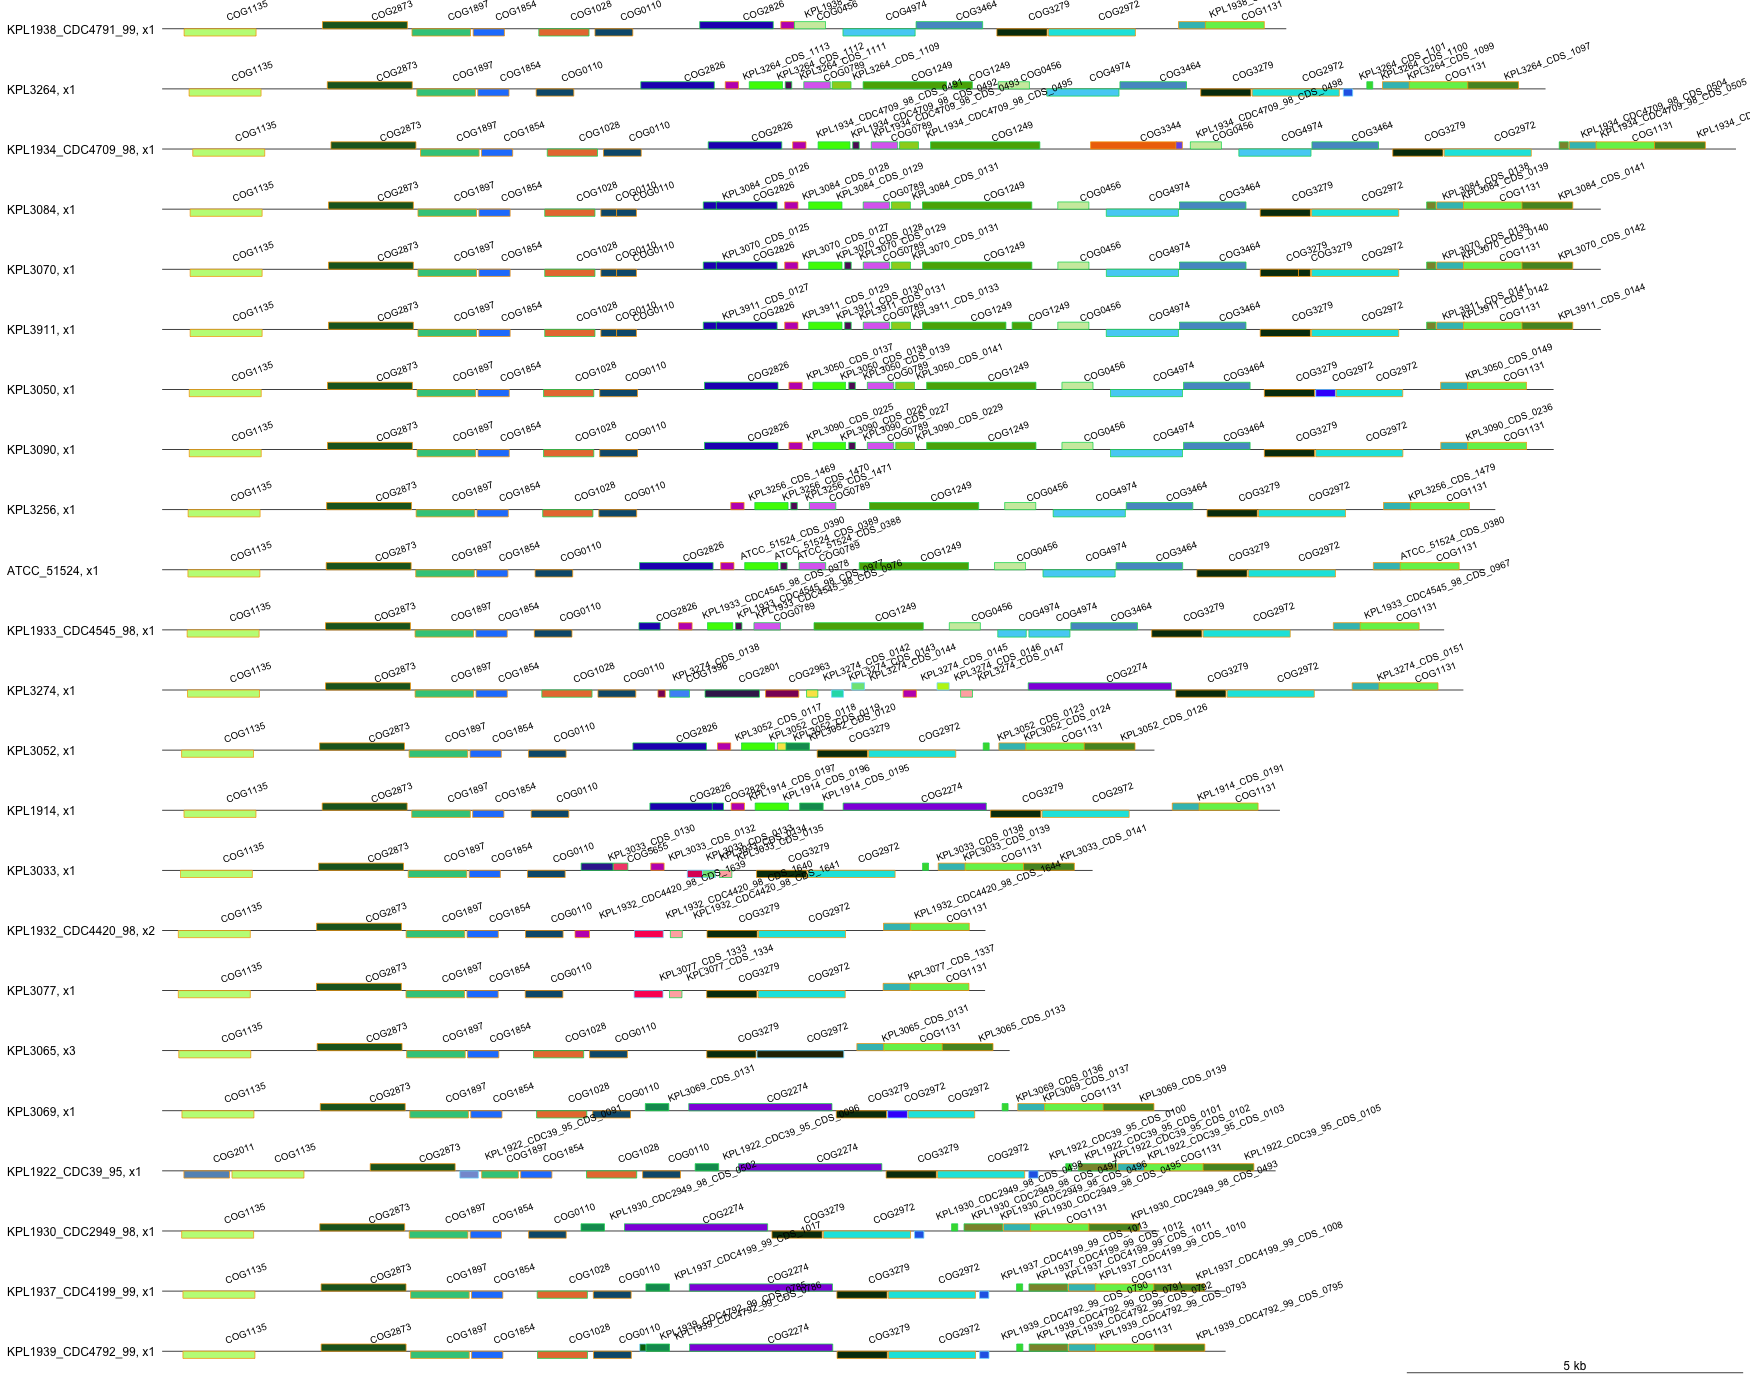 KPL1938_CDC4791_99, x1 COG1135 COG2873 COG1897 COG1854 COG1028 COG0110 COG2826 COG0456 COG4974 COG3464 COG3279 COG2972 COG1131
KPL3264, x1 COG1135 COG2873 COG1897 COG1854 COG0110 COG2826 KPL3264_CDS_1113 KPL3264_CDS_1112 KPL3264_CDS_1111 COG0789 KPL3264_CDS_1109 COG1249 COG1249 COG0456 COG4974 COG3464 COG3279 COG2972 KPL3264_CDS_1101 KPL3264_CDS_1100 KPL3264_CDS_1099 COG1131 KPL3264_CDS_1097
KPL1934_CDC4709_98, x1 COG1135 COG2873 COG1897 COG1854 COG1028 COG0110 COG2826 KPL1934_CDC4709_98_CDS_0491 KPL1934_CDC4709_98_CDS_0492 KPL1934_CDC4709_98_CDS_0493 COG0789 KPL1934_CDC4709_98_CDS_0495 COG1249 COG3344 KPL1934_CDC4709_98_CDS_0498 COG0456 COG4974 COG3464 COG3279 COG2972 KPL1934_CDC4709_98_CDS_0504 KPL1934_CDC4709_98_CDS_0505 COG1131
KPL3084, x1 COG1135 COG2873 COG1897 COG1854 COG1028 COG0110 COG0110 KPL3084_CDS_0126 COG2826 KPL3084_CDS_0128 KPL3084_CDS_0129 COG0789 KPL3084_CDS_0131 COG1249 COG0456 COG4974 COG3464 COG3279 COG2972 KPL3084_CDS_0138 KPL3084_CDS_0139 COG1131 KPL3084_CDS_0141
KPL3070, x1 COG1135 COG2873 COG1897 COG1854 COG1028 COG0110 COG0110 KPL3070_CDS_0125 COG2826 KPL3070_CDS_0127 KPL3070_CDS_0128 KPL3070_CDS_0129 COG0789 KPL3070_CDS_0131 COG1249 COG0456 COG4974 COG3464 COG3279 COG3279 COG2972 KPL3070_CDS_0139 KPL3070_CDS_0140 COG1131 KPL3070_CDS_0142
KPL3911, x1 COG1135 COG2873 COG1897 COG1854 COG1028 COG0110 COG0110 KPL3911_CDS_0127 COG2826 KPL3911_CDS_0129 KPL3911_CDS_0130 KPL3911_CDS_0131 COG0789 KPL3911_CDS_0133 COG1249 COG1249 COG0456 COG4974 COG3464 COG3279 COG2972 KPL3911_CDS_0141 KPL3911_CDS_0142 COG1131 KPL3911_CDS_0144
KPL3050, x1 COG1135 COG2873 COG1897 COG1854 COG1028 COG0110 COG2826 KPL3050_CDS_0137 KPL3050_CDS_0138 KPL3050_CDS_0139 COG0789 KPL3050_CDS_0141 COG1249 COG0456 COG4974 COG3464 COG3279 COG2972 COG2972 KPL3050_CDS_0149 COG1131
KPL3090, x1 COG1135 COG2873 COG1897 COG1854 COG1028 COG0110 COG2826 KPL3090_CDS_0225 KPL3090_CDS_0226 KPL3090_CDS_0227 COG0789 KPL3090_CDS_0229 COG1249 COG0456 COG4974 COG3464 COG3279 COG2972 KPL3090_CDS_0236 COG1131
KPL3256, x1 COG1135 COG2873 COG1897 COG1854 COG1028 COG0110 KPL3256_CDS_1469 KPL3256_CDS_1470 KPL3256_CDS_1471 COG0789 COG1249 COG0456 COG4974 COG3464 COG3279 COG2972 KPL3256_CDS_1479 COG1131
ATCC_51524, x1 COG1135 COG2873 COG1897 COG1854 COG0110 COG2826 ATCC_51524_CDS_0390 ATCC_51524_CDS_0389 ATCC_51524_CDS_0388 COG0789 COG1249 COG0456 COG4974 COG3464 COG3279 COG2972 ATCC_51524_CDS_0380 COG1131
KPL1933_CDC4545_98, x1 COG1135 COG2873 COG1897 COG1854 COG0110 COG2826 KPL1933_CDC4545_98_CDS_0978 KPL1933_CDC4545_98_CDS_0977 KPL1933_CDC4545_98_CDS_0976 COG0789 COG1249 COG0456 COG4974 COG4974 COG3464 COG3279 COG2972 KPL1933_CDC4545_98_CDS_0967 COG1131
KPL3274, x1 COG1135 COG2873 COG1897 COG1854 COG1028 COG0110 KPL3274_CDS_0138 COG1396 COG2801 COG2963 KPL3274_CDS_0142 KPL3274_CDS_0143 KPL3274_CDS_0144 KPL3274_CDS_0145 KPL3274_CDS_0146 KPL3274_CDS_0147 COG2274 COG3279 COG2972 KPL3274_CDS_0151 COG1131
KPL3052, x1 COG1135 COG2873 COG1897 COG1854 COG0110 COG2826 KPL3052_CDS_0117 KPL3052_CDS_0118 KPL3052_CDS_0119 KPL3052_CDS_0120 COG3279 COG2972 KPL3052_CDS_0123 KPL3052_CDS_0124 COG1131 KPL3052_CDS_0126
KPL1914, x1 COG1135 COG2873 COG1897 COG1854 COG0110 COG2826 COG2826 KPL1914_CDS_0197 KPL1914_CDS_0196 KPL1914_CDS_0195 COG2274 COG3279 COG2972 KPL1914_CDS_0191 COG1131
KPL3033, x1 COG1135 COG2873 COG1897 COG1854 COG0110 KPL3033_CDS_0130 COG5655 KPL3033_CDS_0132 KPL3033_CDS_0133 KPL3033_CDS_0134 KPL3033_CDS_0135 COG3279 COG2972 KPL3033_CDS_0138 KPL3033_CDS_0139 COG1131 KPL3033_CDS_0141
KPL1932_CDC4420_98, x2 COG1135 COG2873 COG1897 COG1854 COG0110 KPL1932_CDC4420_98_CDS_1639 KPL1932_CDC4420_98_CDS_1640 KPL1932_CDC4420_98_CDS_1641 COG3279 COG2972 KPL1932_CDC4420_98_CDS_1644 COG1131
KPL3077, x1 COG1135 COG2873 COG1897 COG1854 COG0110 KPL3077_CDS_1333 KPL3077_CDS_1334 COG3279 COG2972 KPL3077_CDS_1337 COG1131
KPL3065, x3 COG1135 COG2873 COG1897 COG1854 COG1028 COG0110 COG3279 COG2972 KPL3065_CDS_0131 COG1131 KPL3065_CDS_0133
KPL3069, x1 COG1135 COG2873 COG1897 COG1854 COG1028 COG0110 KPL3069_CDS_0131 COG2274 COG3279 COG2972 COG2972 KPL3069_CDS_0136 KPL3069_CDS_0137 COG1131 KPL3069_CDS_0139
KPL1922_CDC39_95, x1 COG2011 COG1135 COG2873 KPL1922_CDC39_95_CDS_0091 COG1897 COG1854 COG1028 COG0110 KPL1922_CDC39_95_CDS_0096 COG2274 COG3279 COG2972 KPL1922_CDC39_95_CDS_0100 KPL1922_CDC39_95_CDS_0101 KPL1922_CDC39_95_CDS_0102 KPL1922_CDC39_95_CDS_0103 COG1131 KPL1922_CDC39_95_CDS_0105
KPL1930_CDC2949_98, x1 COG1135 COG2873 COG1897 COG1854 COG0110 KPL1930_CDC2949_98_CDS_0502 COG2274 COG3279 COG2972 KPL1930_CDC2949_98_CDS_0498 KPL1930_CDC2949_98_CDS_0497 KPL1930_CDC2949_98_CDS_0496 KPL1930_CDC2949_98_CDS_0495 COG1131 KPL1930_CDC2949_98_CDS_0493
KPL1937_CDC4199_99, x1 COG1135 COG2873 COG1897 COG1854 COG1028 COG0110 KPL1937_CDC4199_99_CDS_1017 COG2274 COG3279 COG2972 KPL1937_CDC4199_99_CDS_1013 KPL1937_CDC4199_99_CDS_1012 KPL1937_CDC4199_99_CDS_1011 KPL1937_CDC4199_99_CDS_1010 COG1131 KPL1937_CDC4199_99_CDS_1008
KPL1939_CDC4792_99, x1 COG1135 COG2873 COG1897 COG1854 COG1028 COG0110 KPL1939_CDC4792_99_CDS_0785 KPL1939_CDC4792_99_CDS_0786 COG2274 COG3279 COG2972 KPL1939_CDC4792_99_CDS_0790 KPL1939_CDC4792_99_CDS_0791 KPL1939_CDC4792_99_CDS_0792 KPL1939_CDC4792_99_CDS_0793 COG1131 KPL1939_CDC4792_99_CDS_0795
5 kb